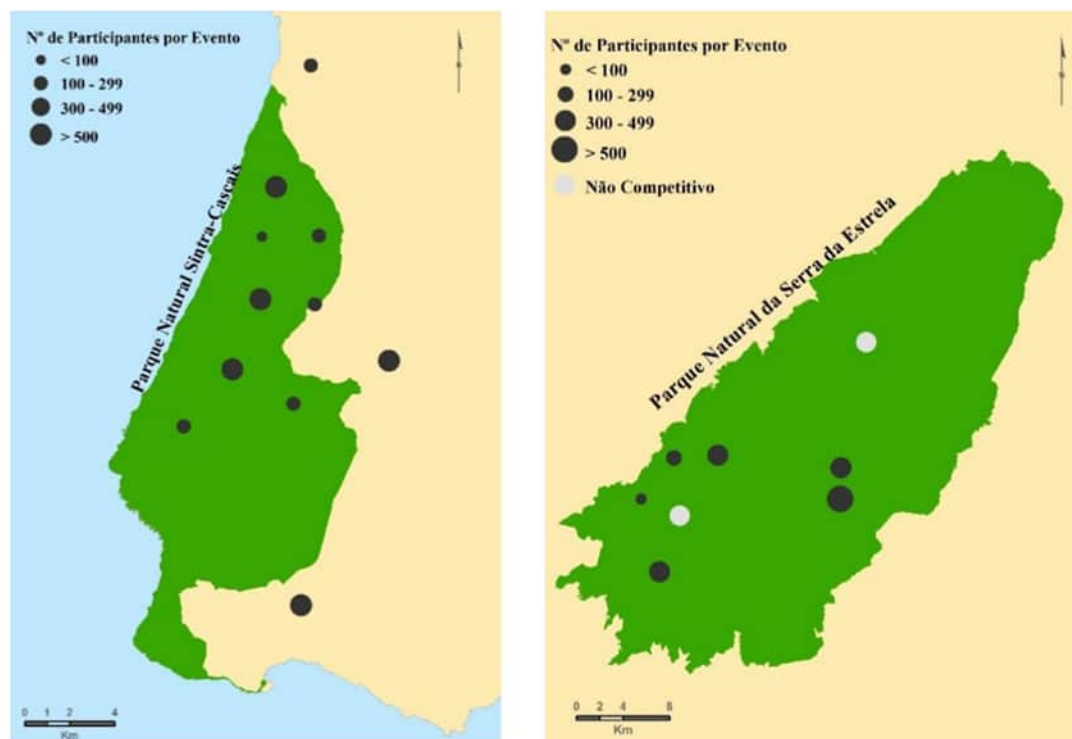 Nº de Participantes por Evento
< 100
100 - 299
300 - 499
> 500
Parque Natural Sintra-Cascais
0 1 2 4
Km
Nº de Participantes por Evento
< 100
100 - 299
300 - 499
> 500
Não Competitivo
Parque Natural da Serra da Estrela
0 2 4 8
Km